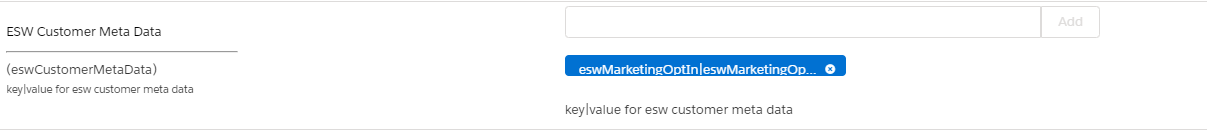 ESW Customer Meta Data
Add
(eswCustomerMetaData)
eswMarketingOptIn|eswMarketingOp...
key|value for esw customer meta data
key|value for esw customer meta data